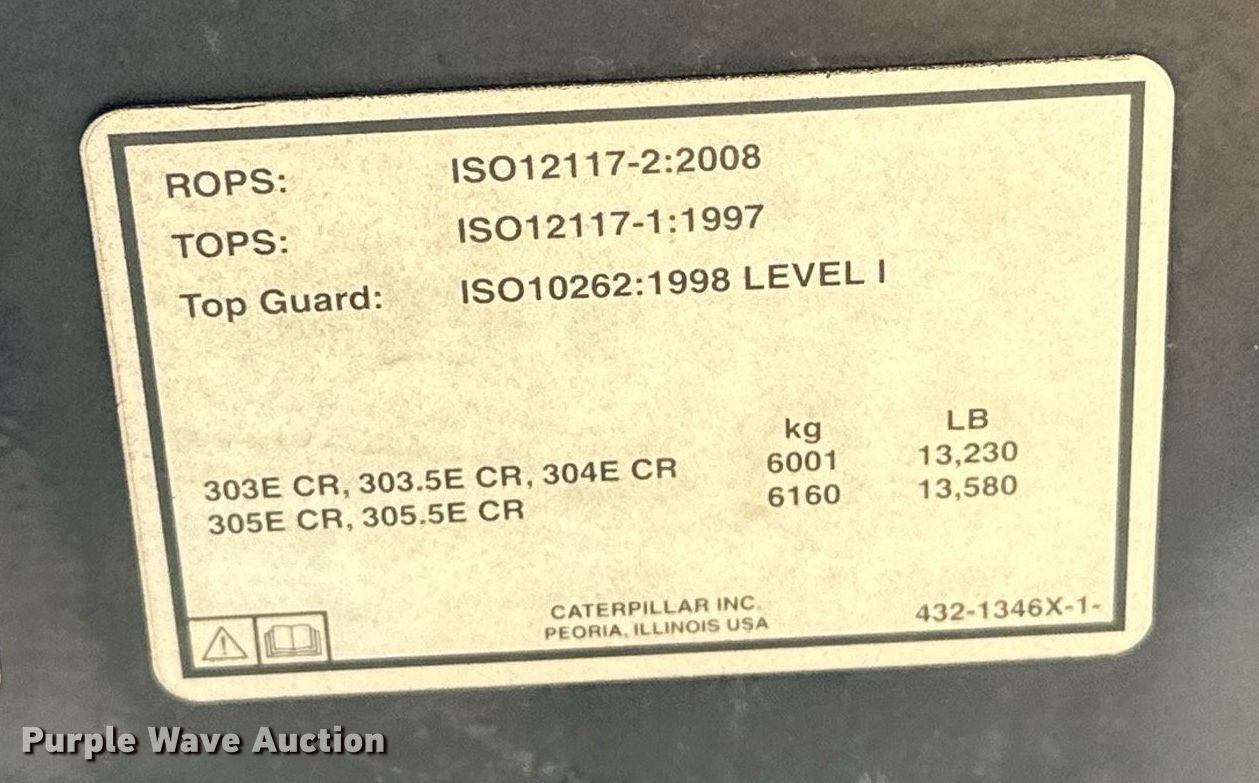 ROPS: ISO12117-2:2008
TOPS: ISO12117-1:1997
Top Guard: ISO10262:1998 LEVEL I
kg LB
303E CR, 303.5E CR, 304E CR 6001 13,230
305E CR, 305.5E CR 6160 13,580
CATERPILLAR INC.
PEORIA, ILLINOIS USA
432-1346X-1-
Purple Wave Auction